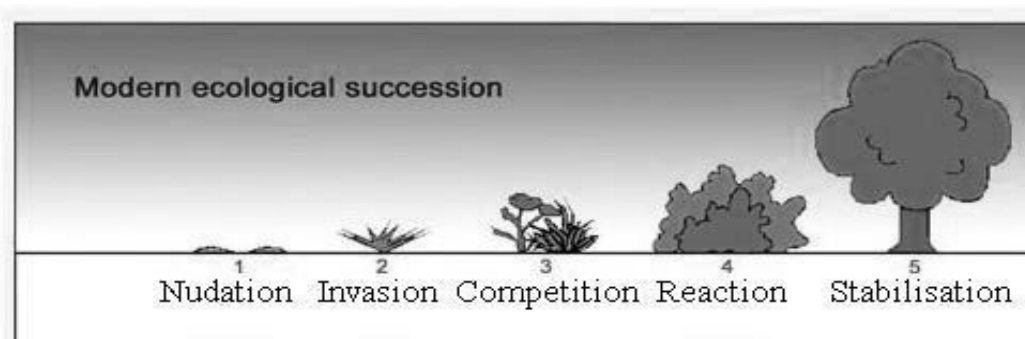 Modern ecological succession
1 2 3 4 5
Nudation Invasion Competition Reaction Stabilisation